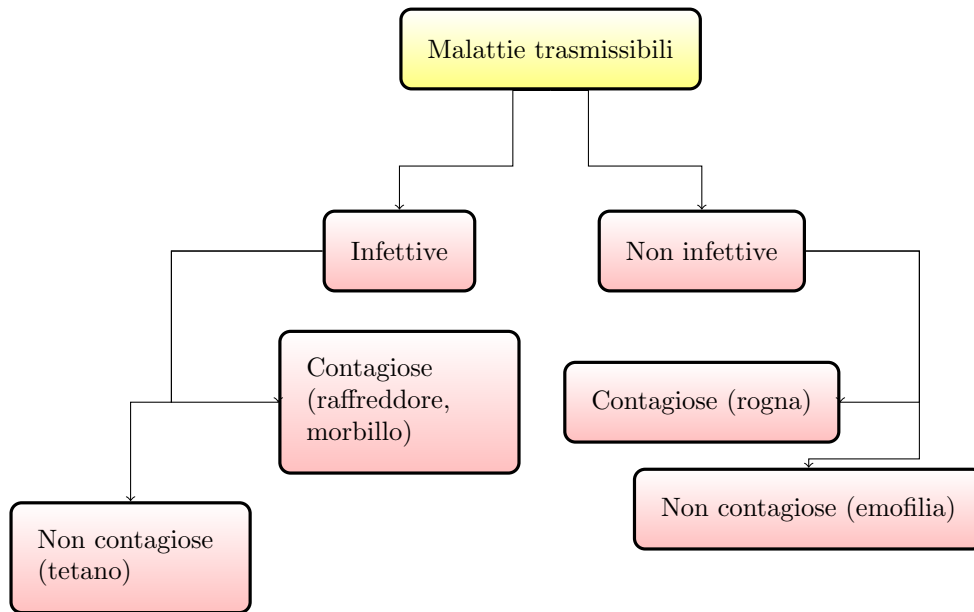 Malattie trasmissibili
Infettive
Non infettive
Contagiose
(raffreddore,
morbillo)
Contagiose (rogna)
Non contagiose (emofilia)
Non contagiose
(tetano)